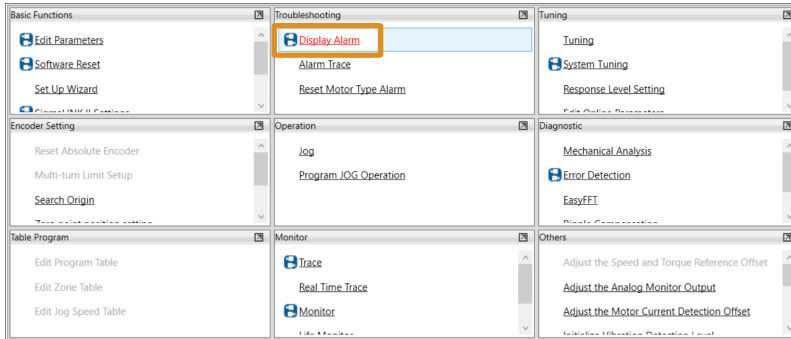 Basic Functions
Edit Parameters
Software Reset
Set Up Wizard
Troubleshooting
Display Alarm
Alarm Trace
Reset Motor Type Alarm
Tuning
Tuning
System Tuning
Response Level Setting
Encoder Setting
Reset Absolute Encoder
Multi-turn Limit Setup
Search Origin
Operation
Jog
Program JOG Operation
Diagnostic
Mechanical Analysis
Error Detection
EasyFFT
Table Program
Edit Program Table
Edit Zone Table
Edit Jog Speed Table
Monitor
Trace
Real Time Trace
Monitor
Others
Adjust the Speed and Torque Reference Offset
Adjust the Analog Monitor Output
Adjust the Motor Current Detection Offset